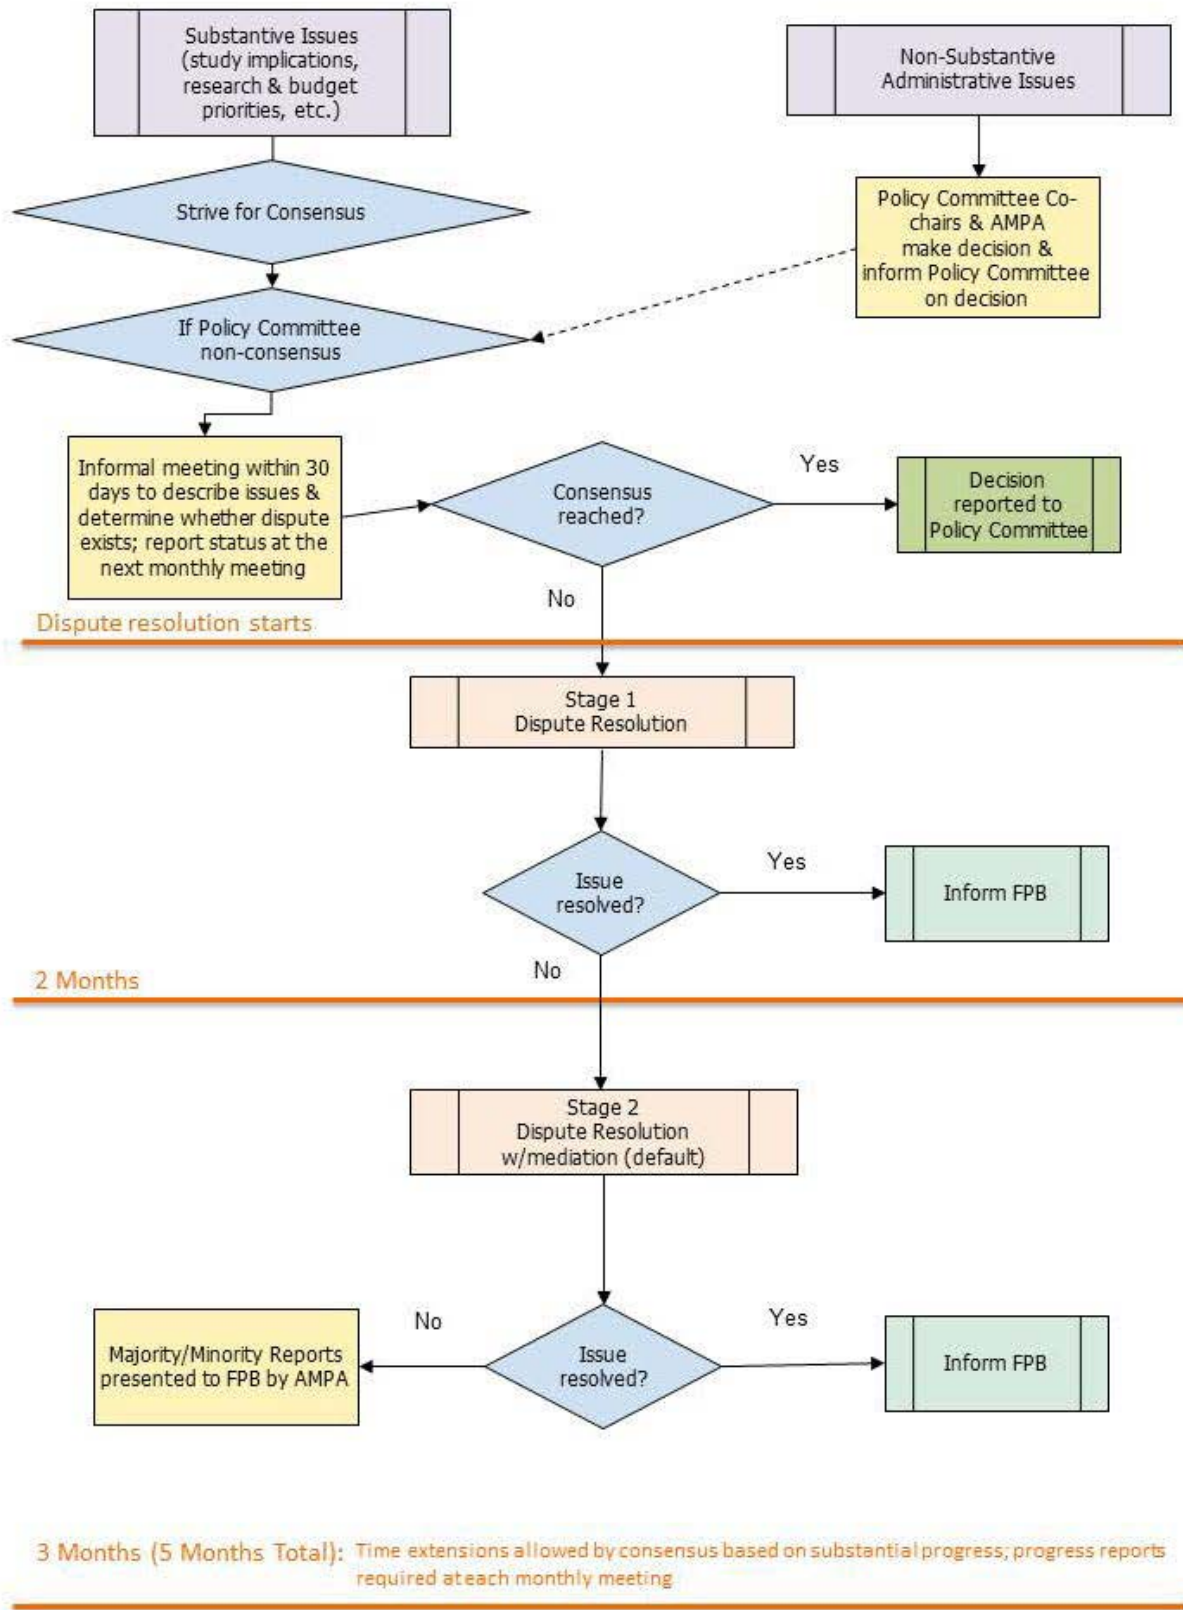 Substantive Issues
(study implications,
research & budget
priorities, etc.)
Non-Substantive
Administrative Issues
Strive for Consensus
Policy Committee Co-
chairs & AMPA
make decision &
inform Policy Committee
on decision
If Policy Committee
non-consensus
Informal meeting within 30
days to describe issues &
determine whether dispute
exists; report status at the
next monthly meeting
Consensus
reached?
Yes
Decision
reported to
Policy Committee
No
Dispute resolution starts
Stage 1
Dispute Resolution
Issue
resolved?
Yes
Inform FPB
No
2 Months
Stage 2
Dispute Resolution
w/mediation (default)
Majority/Minority Reports
presented to FPB by AMPA
No
Issue
resolved?
Yes
Inform FPB
3 Months (5 Months Total): Time extensions allowed by consensus based on substantial progress; progress reports
required at each monthly meeting